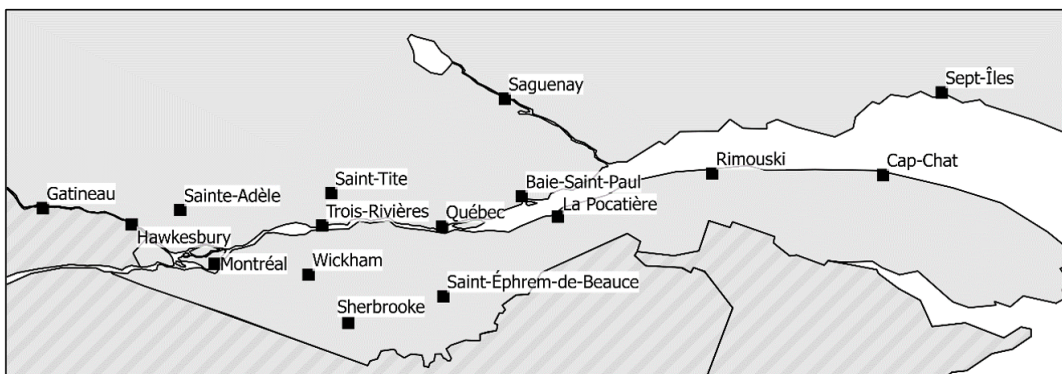 Saguenay
Sept-Îles
Rimouski
Cap-Chat
Gatineau
Sainte-Adèle
Saint-Tite
Baie-Saint-Paul
La Pocatière
Trois-Rivières
Québec
Hawkesbury
Montréal
Wickham
Saint-Éphrem-de-Beauce
Sherbrooke